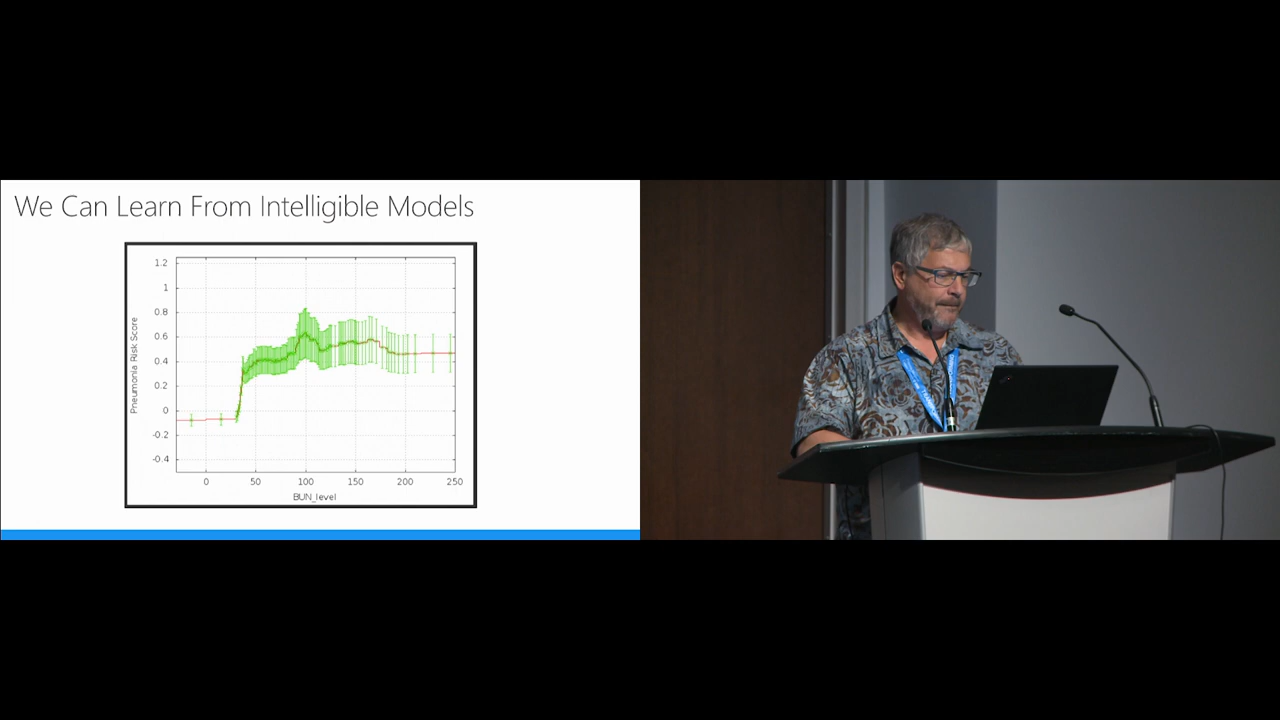 We Can Learn From Intelligible Models
1.2
1
0.8
0.6
0.4
0.2
0
-0.2
-0.4
Pneumonia Risk Score
0 50 100 150 200 250
BUN_level